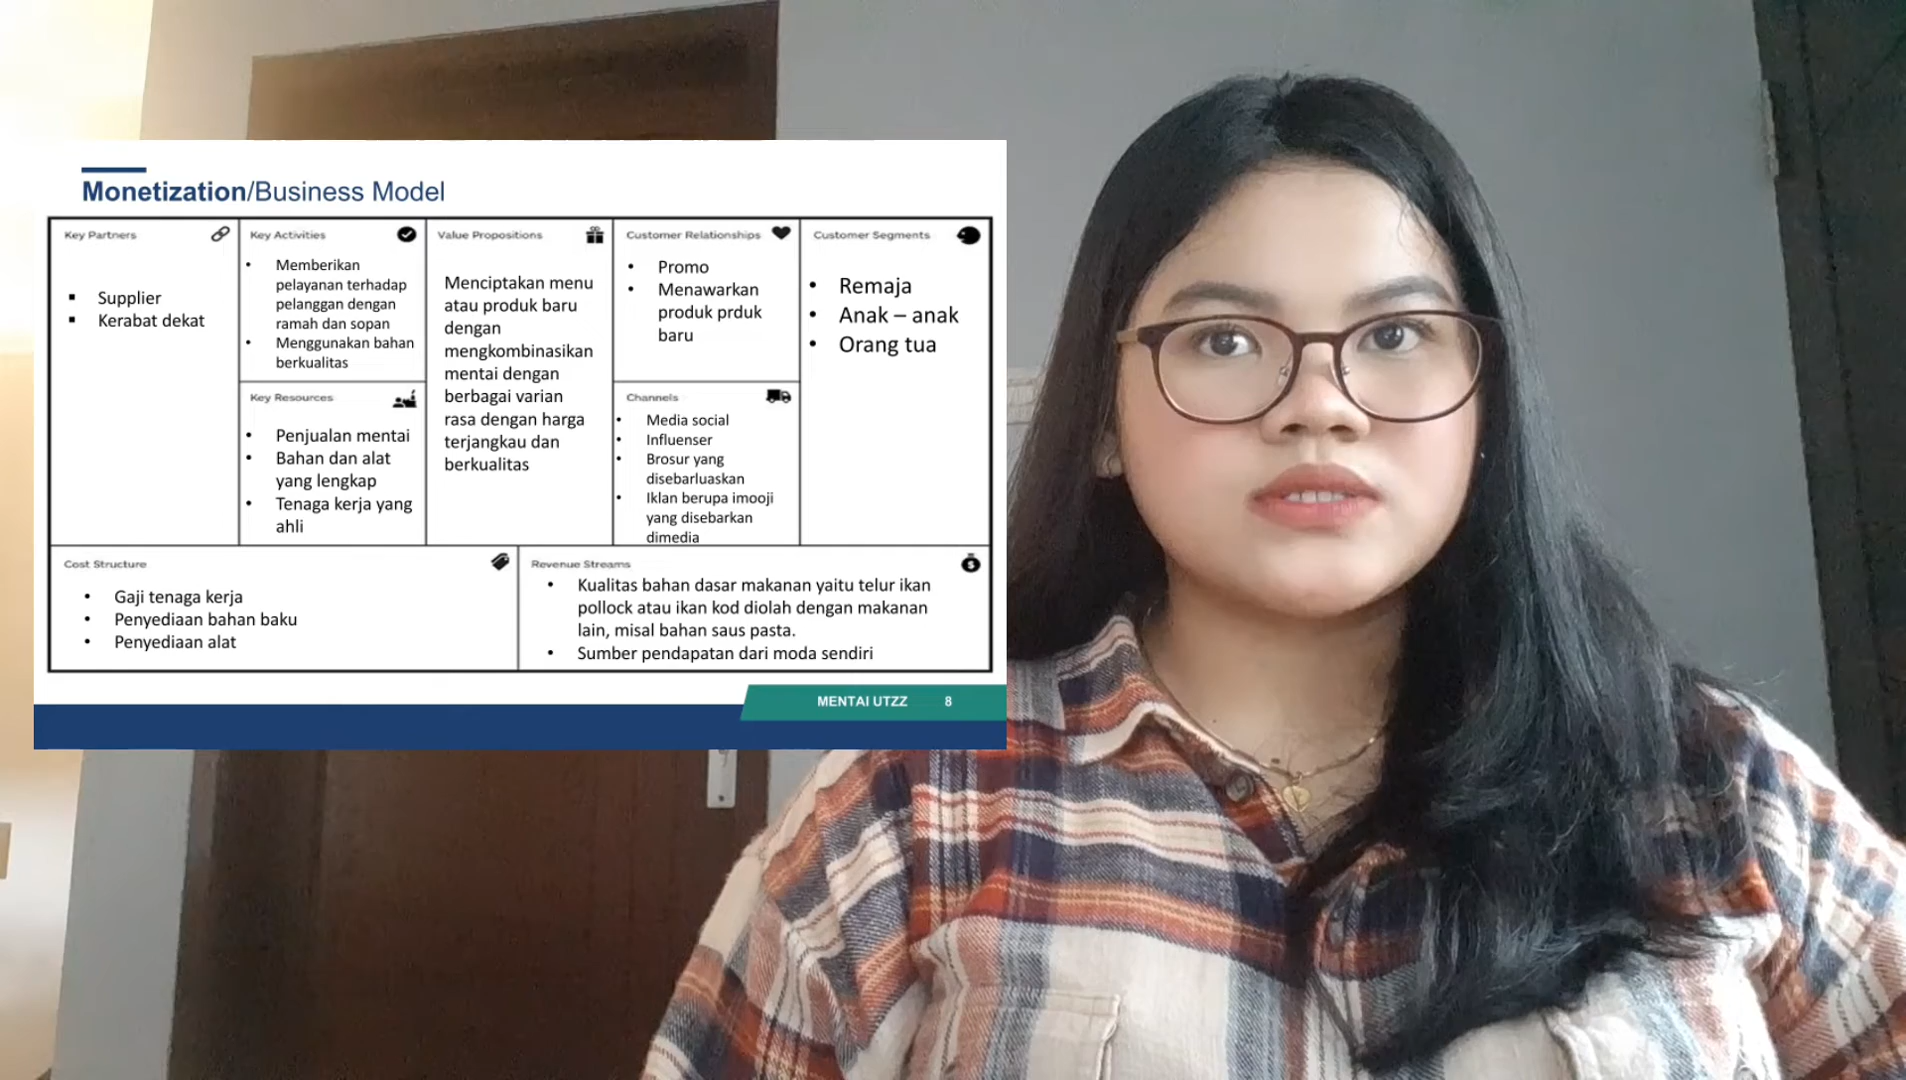 Monetization/Business Model
Key Partners
Supplier
Kerabat dekat
Key Activities
Memberikan
pelayanan terhadap
pelanggan dengan
ramah dan sopan
Menggunakan bahan
berkualitas
Key Resources
Penjualan mentai
Bahan dan alat
yang lengkap
Tenaga kerja yang
ahli
Value Propositions
Menciptakan menu
atau produk baru
dengan
mengkombinasikan
mentai dengan
berbagai varian
rasa dengan harga
terjangkau dan
berkualitas
Customer Relationships
Promo
Menawarkan
produk prduk
baru
Channels
Media social
Influenser
Brosur yang
disebarluaskan
Iklan berupa imooji
yang disebarkan
dimedia
Customer Segments
Remaja
Anak – anak
Orang tua
Cost Structure
Gaji tenaga kerja
Penyediaan bahan baku
Penyediaan alat
Revenue Streams
Kualitas bahan dasar makanan yaitu telur ikan
pollock atau ikan kod diolah dengan makanan
lain, misal bahan saus pasta.
Sumber pendapatan dari moda sendiri
MENTAI UTZZ 8